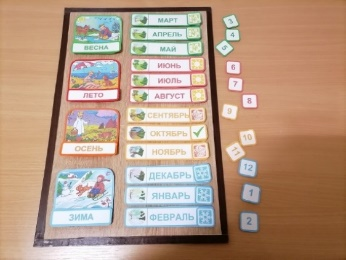 ВЕСНА
МАРТ
3
АПРЕЛЬ
4
МАЙ
5
ЛЕТО
ИЮНЬ
6
ИЮЛЬ
7
АВГУСТ
8
ОСЕНЬ
СЕНТЯБРЬ
9
ОКТЯБРЬ
10
НОЯБРЬ
11
ЗИМА
ДЕКАБРЬ
12
ЯНВАРЬ
1
ФЕВРАЛЬ
2